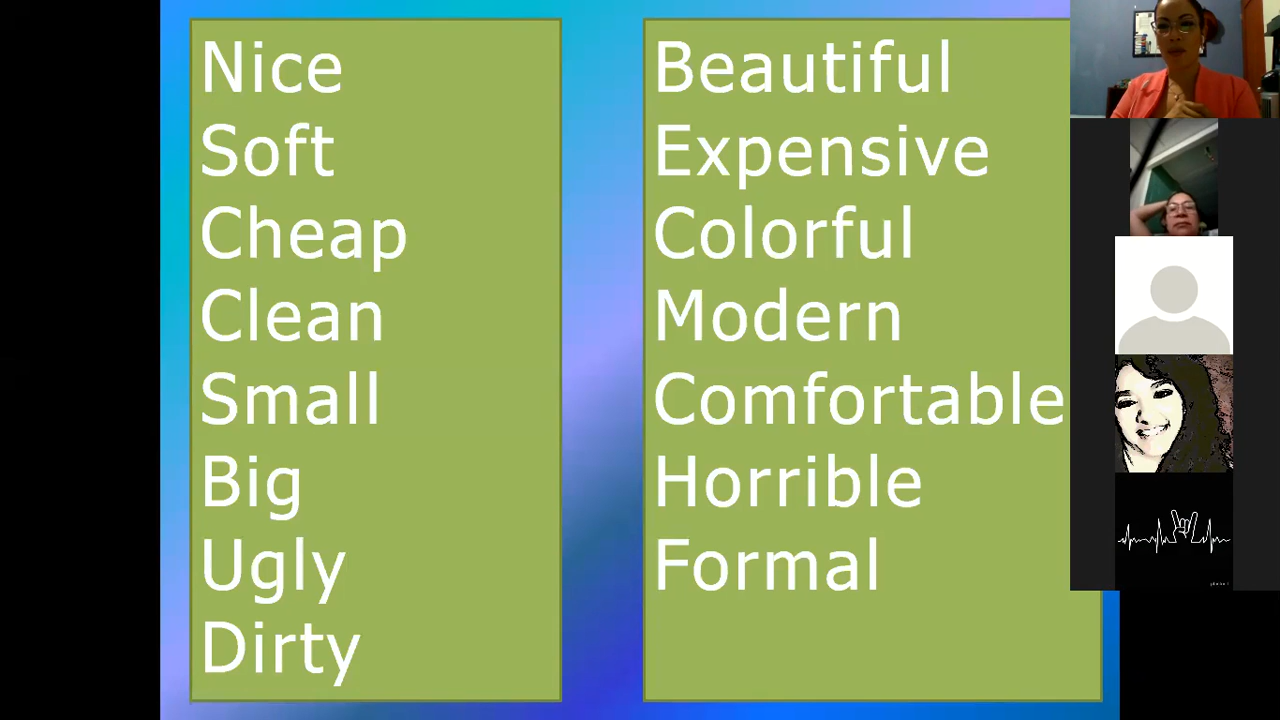 Nice
Soft
Cheap
Clean
Small
Big
Ugly
Dirty
Beautiful
Expensive
Colorful
Modern
Comfortable
Horrible
Formal